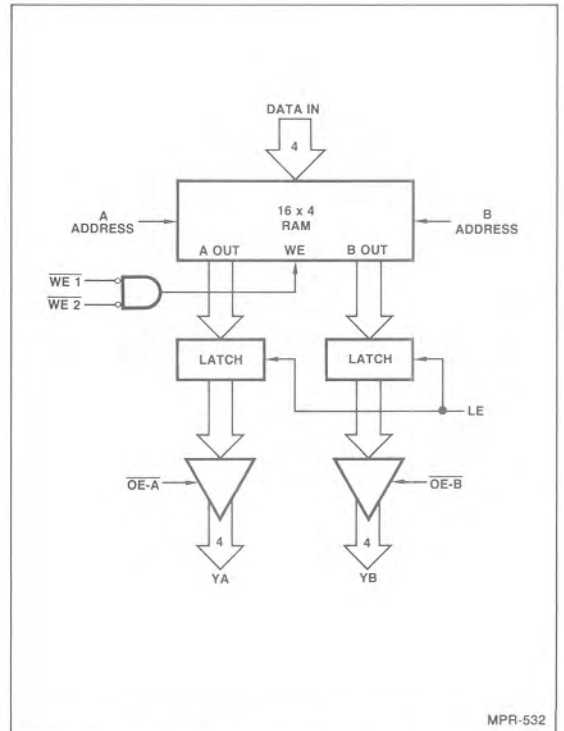 DATA IN
4
A
ADDRESS
16 x 4
RAM
B
ADDRESS
A OUT WE B OUT
WE 1
WE 2
LATCH LATCH
LE
OE-A OE-B
4 4
YA YB
MPR-532